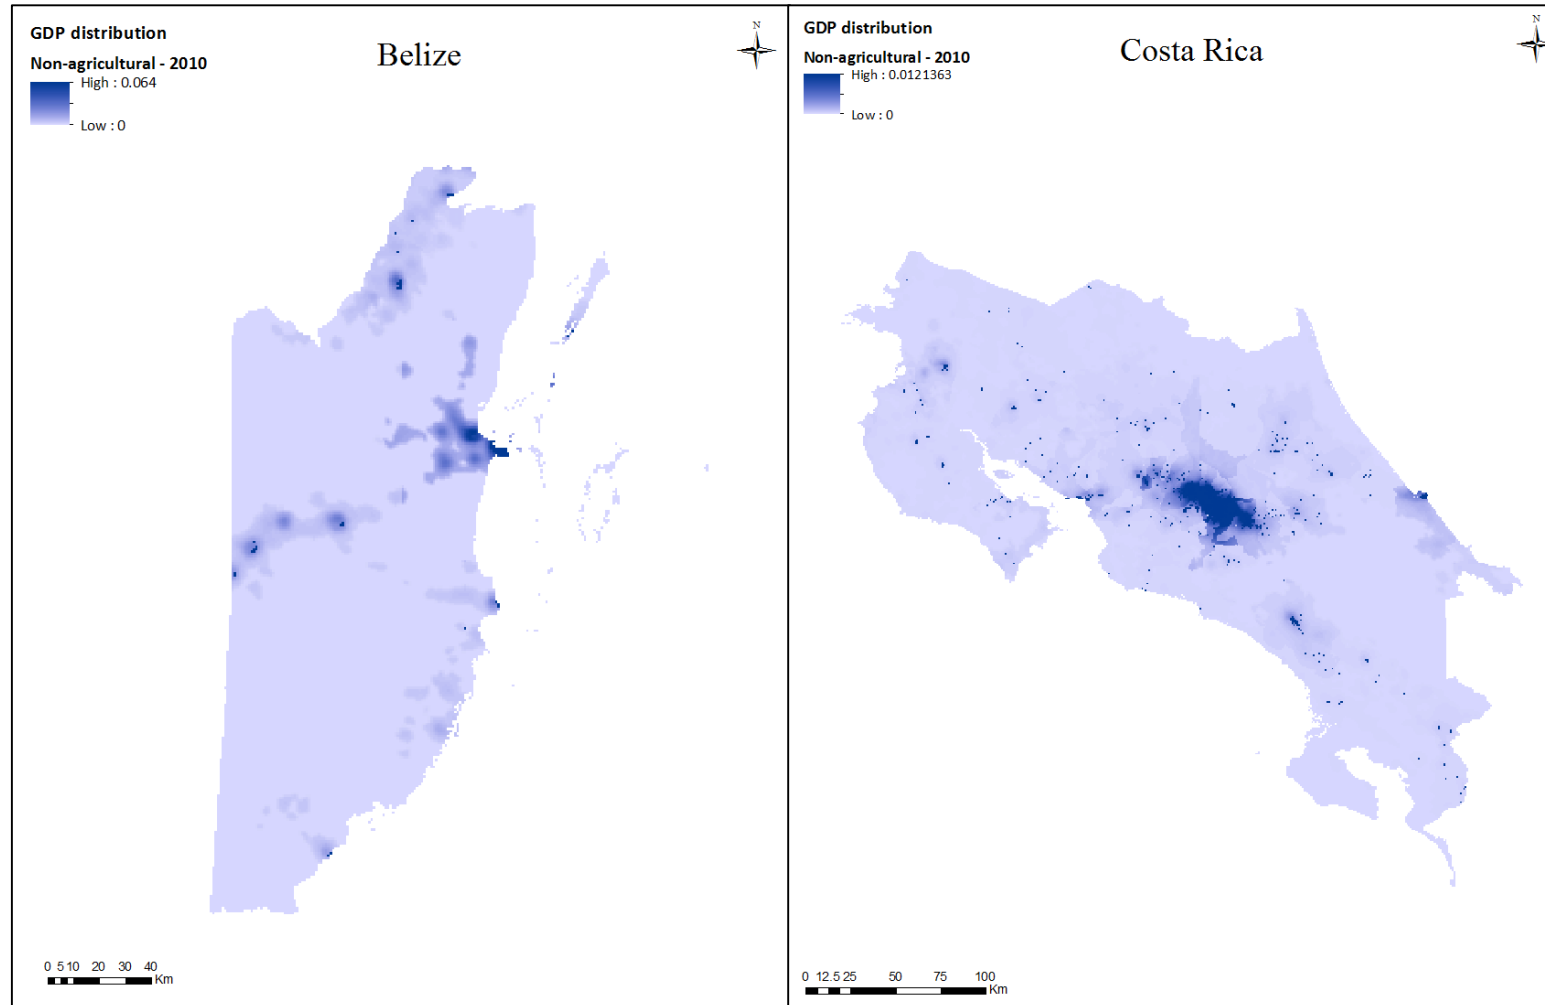 GDP distribution
Non-agricultural - 2010
High : 0.064
Low : 0
Belize
N
0 5 10 20 30 40
Km
GDP distribution
Non-agricultural - 2010
High : 0.0121363
Low : 0
Costa Rica
N
0 12.5 25 50 75 100
Km